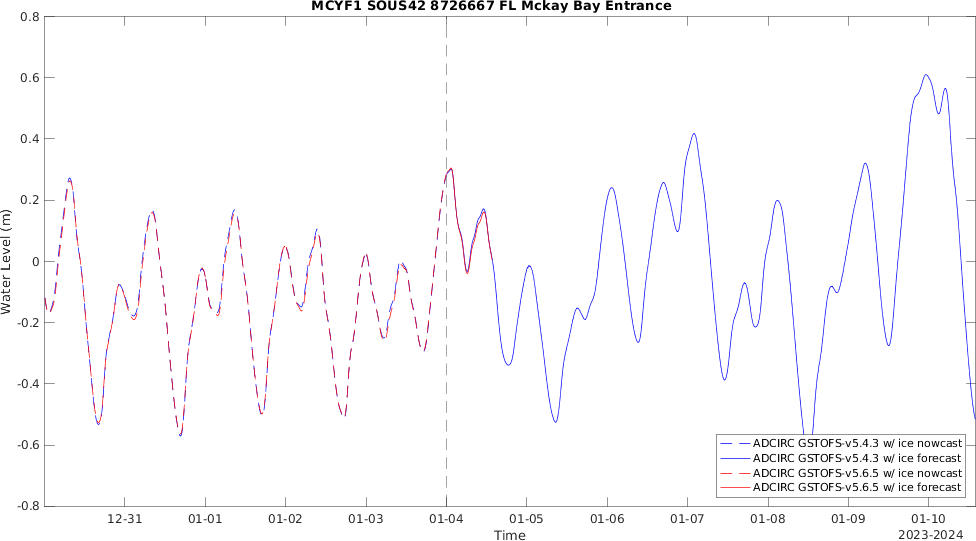 MCYF1 SOUS42 8726667 FL Mckay Bay Entrance
0.8
0.6
0.4
0.2
0
-0.2
-0.4
-0.6
-0.8
Water Level (m)
ADCIRC GSTOFS-v5.4.3 w/ ice nowcast
ADCIRC GSTOFS-v5.4.3 w/ ice forecast
ADCIRC GSTOFS-v5.6.5 w/ ice nowcast
ADCIRC GSTOFS-v5.6.5 w/ ice forecast
12-31 01-01 01-02 01-03 01-04 01-05 01-06 01-07 01-08 01-09 01-10
Time
2023-2024